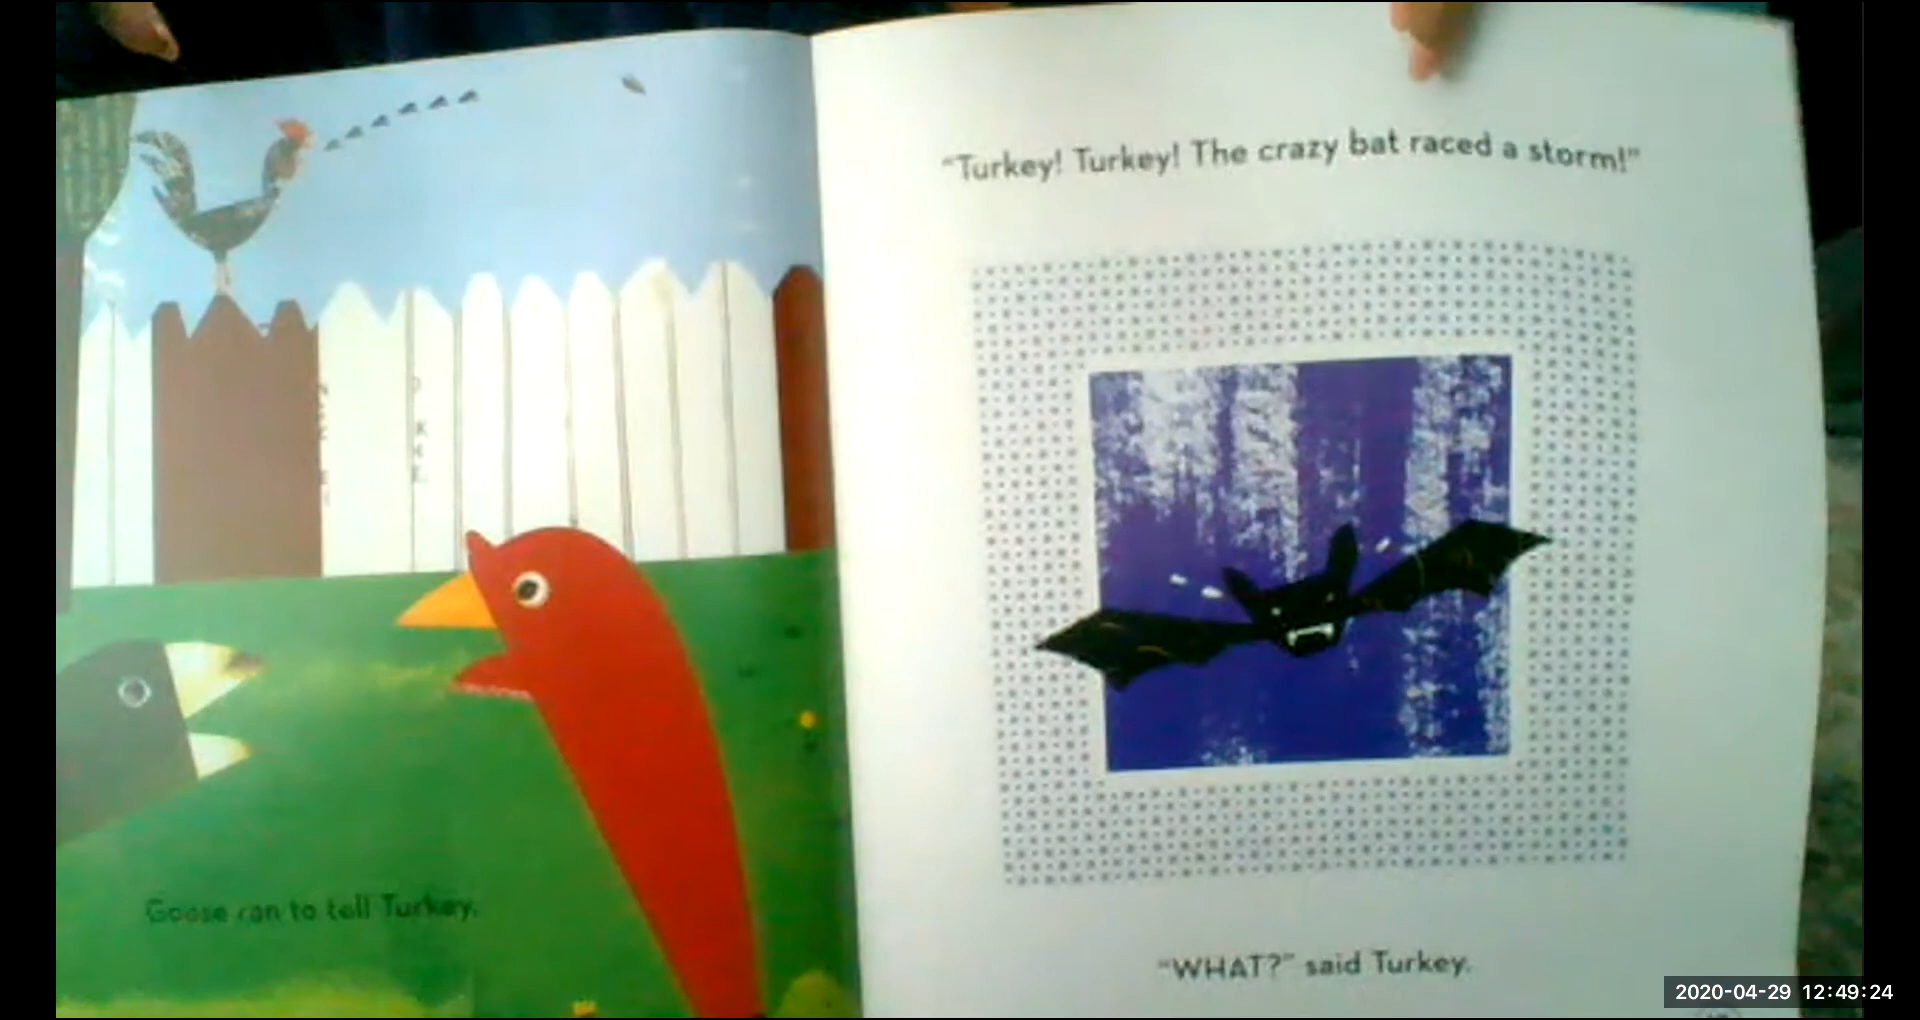 Goose ran to tell Turkey.
“Turkey! Turkey! The crazy bat raced a storm!”
“WHAT?” said Turkey.
2020-04-29 12:49:24